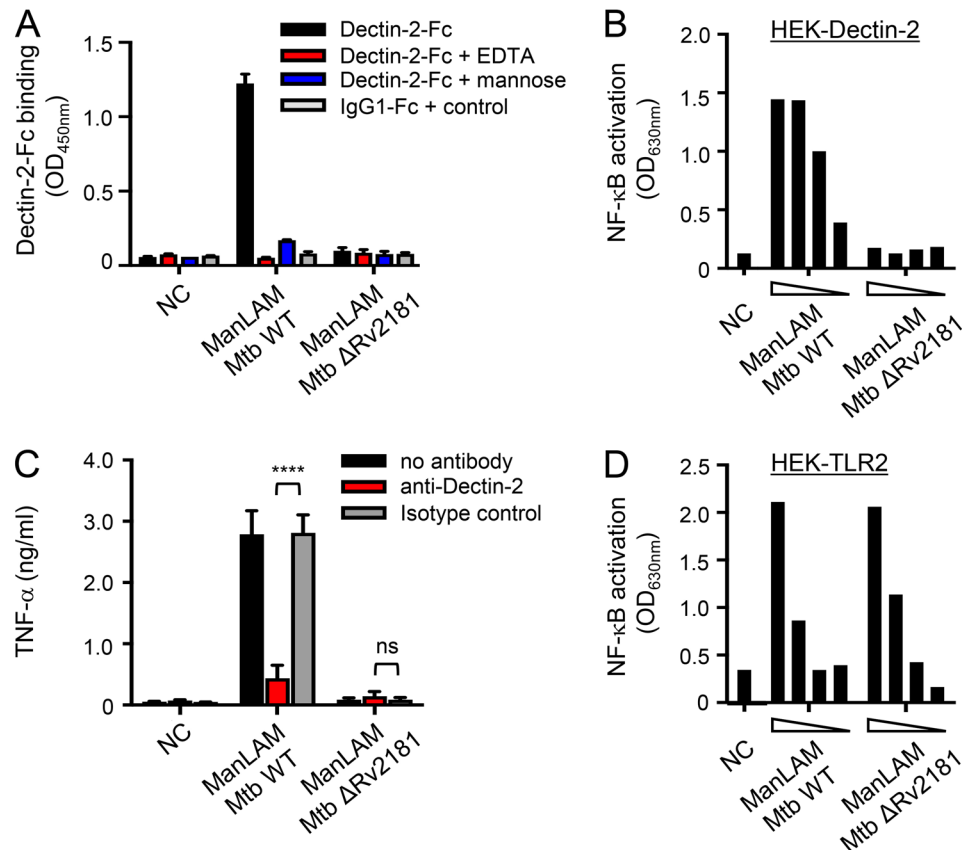 A
Dectin-2-Fc binding
(OD450nm)
1.5
1.0
0.5
0
Dectin-2-Fc
Dectin-2-Fc + EDTA
Dectin-2-Fc + mannose
IgG1-Fc + control
NC
ManLAM
Mtb WT
ManLAM
Mtb ΔRv2181
B
HEK-Dectin-2
NF-κB activation
(OD630nm)
2.0
1.5
1.0
0.5
0
NC
ManLAM
Mtb WT
ManLAM
Mtb ΔRv2181
C
TNF-α (ng/ml)
4.0
3.0
2.0
1.0
0.0
no antibody
anti-Dectin-2
Isotype control
****
ns
NC
ManLAM
Mtb WT
ManLAM
Mtb ΔRv2181
D
HEK-TLR2
NF-κB activation
(OD630nm)
2.5
2.0
1.5
1.0
0.5
0
NC
ManLAM
Mtb WT
ManLAM
Mtb ΔRv2181